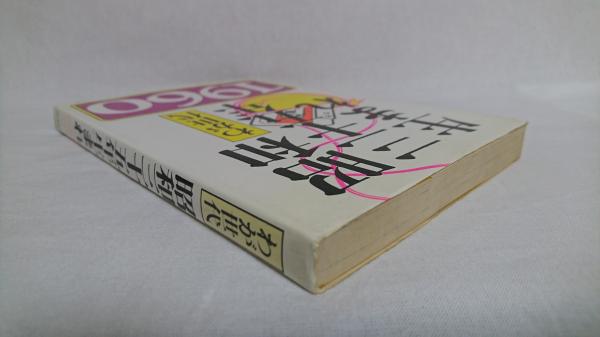 わが世代
昭和
三十五年
生まれ
1960
わが世代 昭和三十五年生まれ